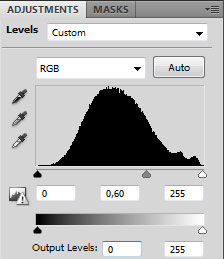 ADJUSTMENTS MASKS
Levels Custom
RGB Auto
0 0,60 255
Output Levels: 0 255